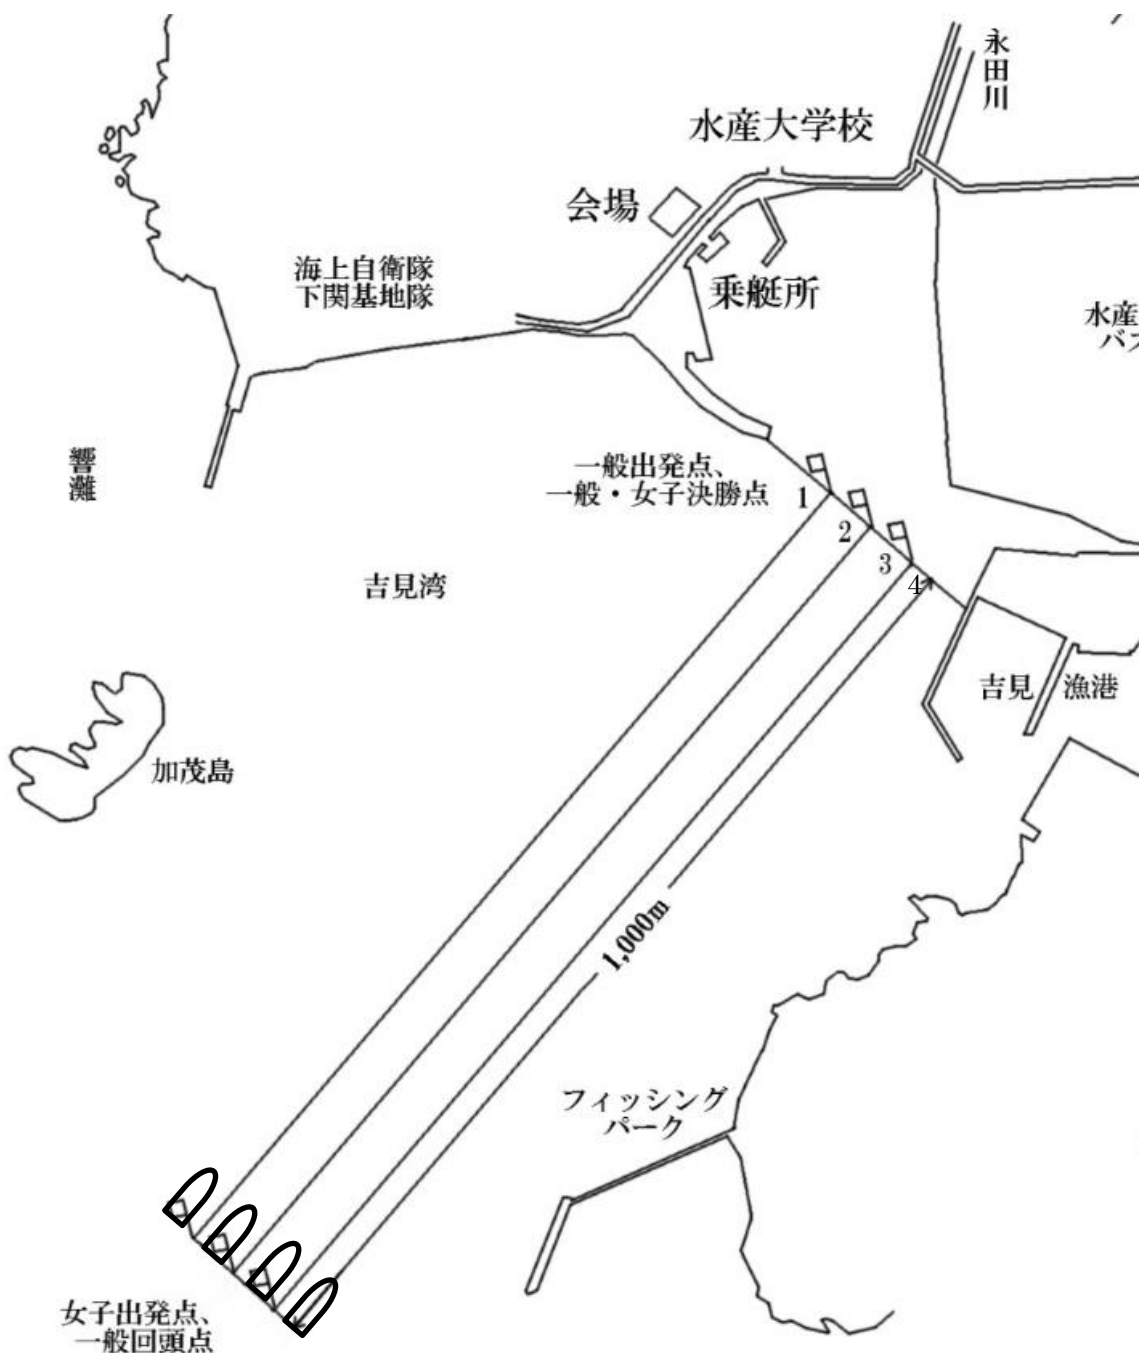 永田川
水産大学校
会場
海上自衛隊
下関基地隊
乗艇所
水産
バス
響灘
一般出発点、
一般・女子決勝点
1
2
3
4
吉見湾
吉見 漁港
加茂島
1,000m
フィッシング
パーク
女子出発点、
一般回頭点